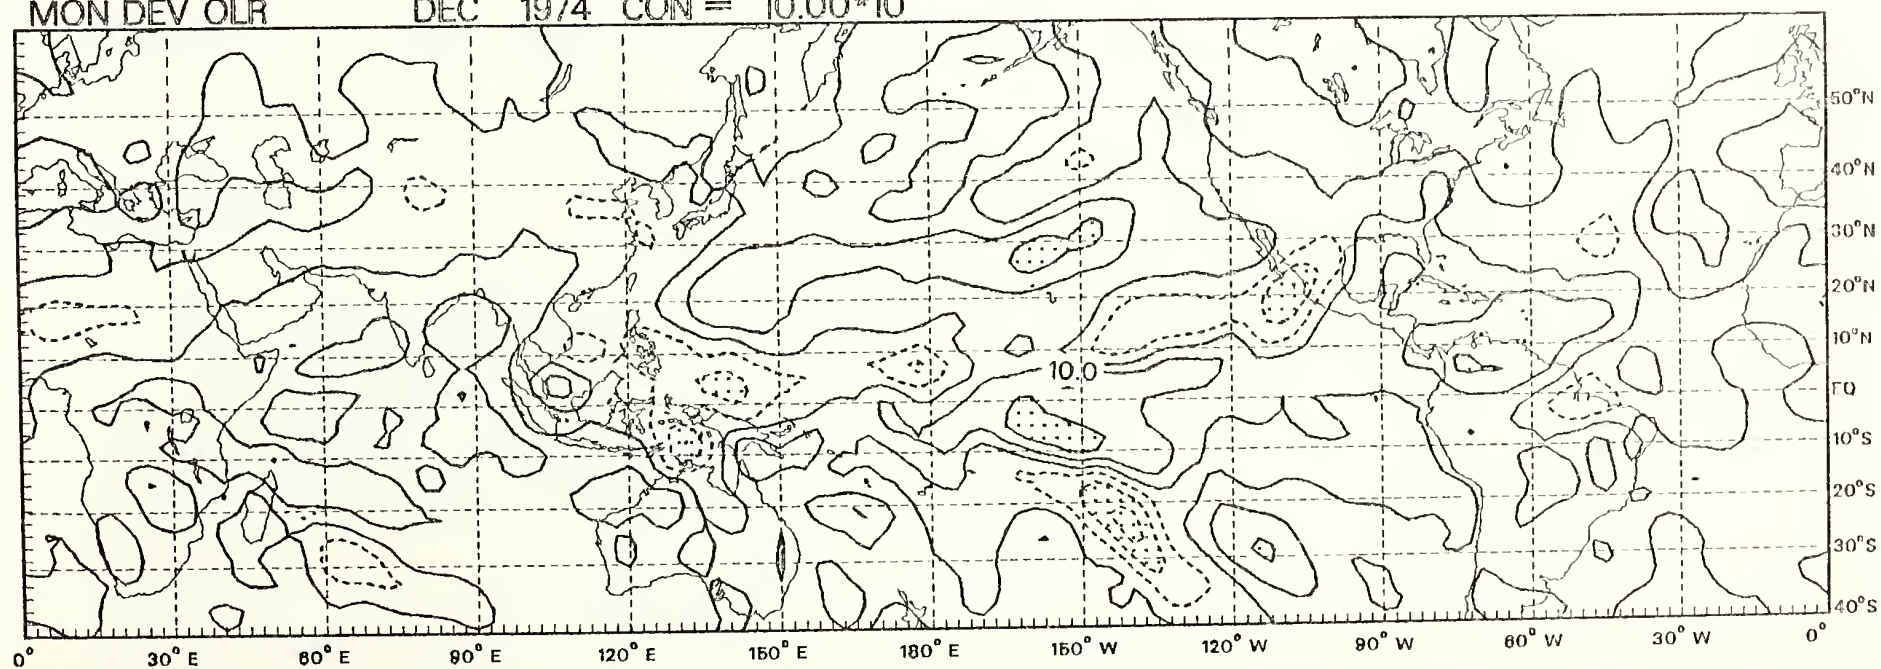 MON DEV OLR DEC 1974 CON = 10.00*10
50°N
40°N
30°N
20°N
10°N
10.0
EQ
10°S
20°S
30°S
40°S
0° 30° E 60° E 90° E 120° E 150° E 180° E 150° W 120° W 90° W 60° W 30° W 0°